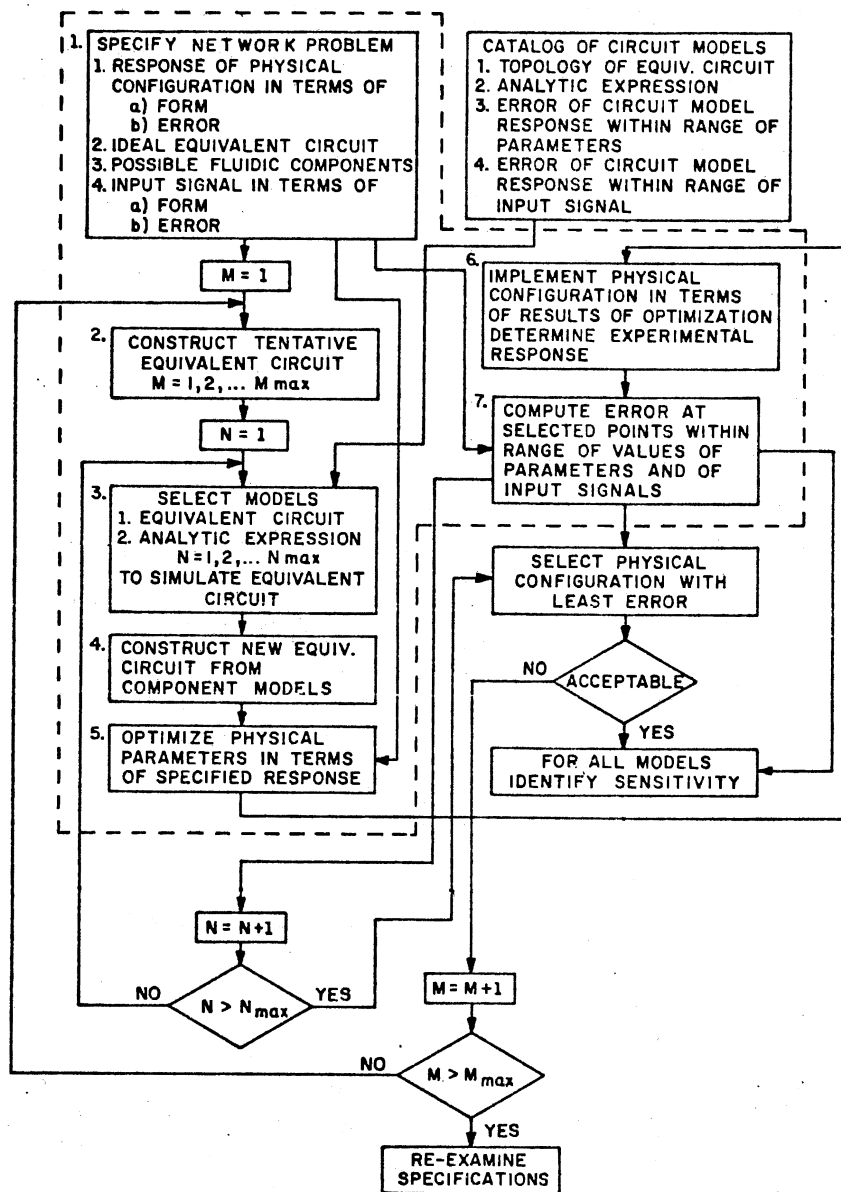 1. SPECIFY NETWORK PROBLEM
1. RESPONSE OF PHYSICAL
CONFIGURATION IN TERMS OF
a) FORM
b) ERROR
2. IDEAL EQUIVALENT CIRCUIT
3. POSSIBLE FLUIDIC COMPONENTS
4. INPUT SIGNAL IN TERMS OF
a) FORM
b) ERROR
CATALOG OF CIRCUIT MODELS
1. TOPOLOGY OF EQUIV. CIRCUIT
2. ANALYTIC EXPRESSION
3. ERROR OF CIRCUIT MODEL
RESPONSE WITHIN RANGE OF
PARAMETERS
4. ERROR OF CIRCUIT MODEL
RESPONSE WITHIN RANGE OF
INPUT SIGNAL
M = 1
2. CONSTRUCT TENTATIVE
EQUIVALENT CIRCUIT
M = 1, 2, ... M max
N = 1
3. SELECT MODELS
1. EQUIVALENT CIRCUIT
2. ANALYTIC EXPRESSION
N=1, 2, ... N max
TO SIMULATE EQUIVALENT
CIRCUIT
4. CONSTRUCT NEW EQUIV.
CIRCUIT FROM
COMPONENT MODELS
5. OPTIMIZE PHYSICAL
PARAMETERS IN TERMS
OF SPECIFIED RESPONSE
6. IMPLEMENT PHYSICAL
CONFIGURATION IN TERMS
OF RESULTS OF OPTIMIZATION
DETERMINE EXPERIMENTAL
RESPONSE
7. COMPUTE ERROR AT
SELECTED POINTS WITHIN
RANGE OF VALUES OF
PARAMETERS AND OF
INPUT SIGNALS
SELECT PHYSICAL
CONFIGURATION WITH
LEAST ERROR
NO
ACCEPTABLE
YES
FOR ALL MODELS
IDENTIFY SENSITIVITY
N = N+1
NO
N > Nmax
YES
M = M+1
NO
M > Mmax
YES
RE-EXAMINE
SPECIFICATIONS